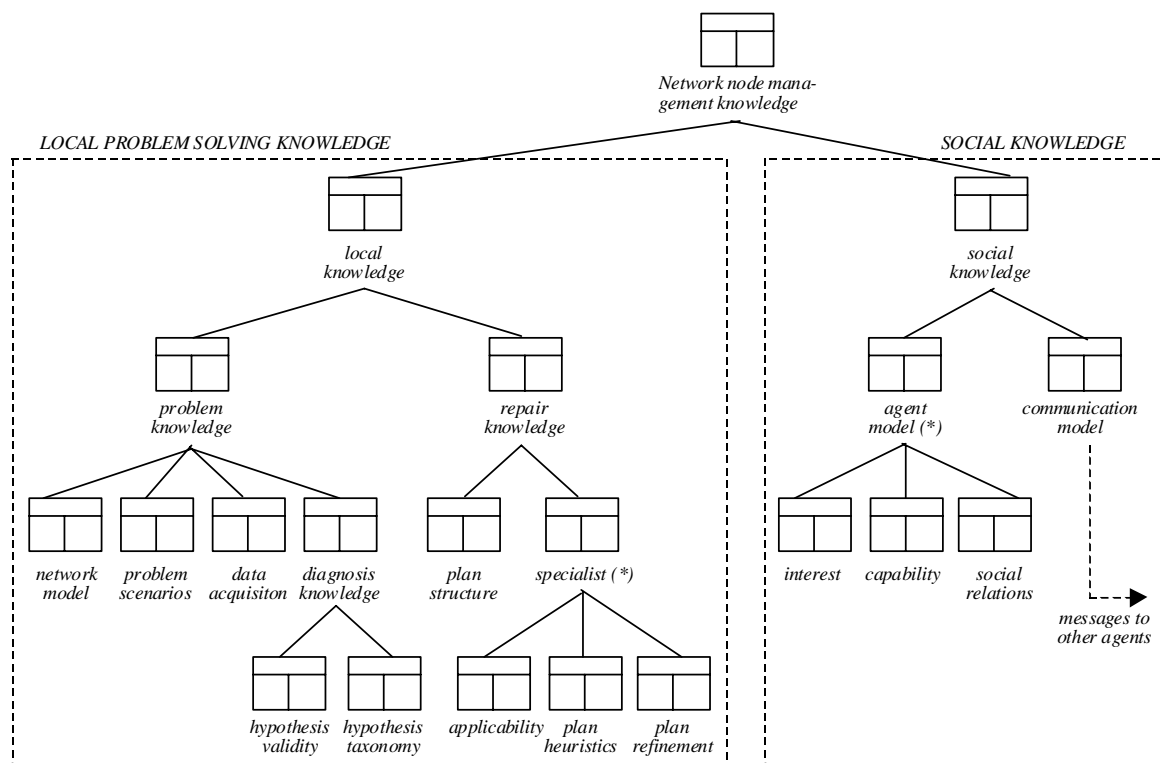 Network node mana-
gement knowledge
LOCAL PROBLEM SOLVING KNOWLEDGE
SOCIAL KNOWLEDGE
local
knowledge
social
knowledge
problem
knowledge
repair
knowledge
agent
model (*)
communication
model
network
model
problem
scenarios
data
acquisiton
diagnosis
knowledge
plan
structure
specialist (*)
interest
capability
social
relations
messages to
other agents
hypothesis
validity
hypothesis
taxonomy
applicability
plan
heuristics
plan
refinement